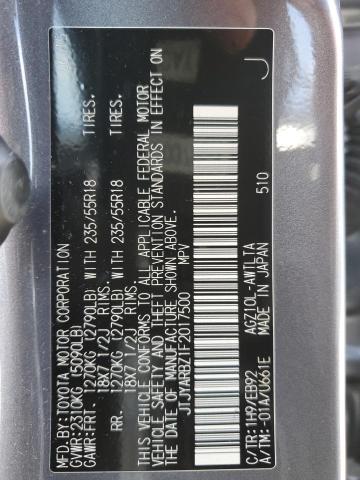 MFD.BY:TOYOTA MOTOR CORPORATION
GVWR:2310KG (5090LB)
GAWR:FRT. 1270KG (2790LB) WITH 235/55R18 TIRES.
18X7 1/2J RIMS.
RR. 1270KG (2790LB) WITH 235/55R18 TIRES.
18X7 1/2J RIMS.
THIS VEHICLE CONFORMS TO ALL APPLICABLE FEDERAL MOTOR
VEHICLE SAFETY AND THEFT PREVENTION STANDARDS IN EFFECT ON
THE DATE OF MANUFACTURE SHOWN ABOVE.
JTJYARBZ1F2017500 MPV
C/TR:1H9/EB92 AGZ10L-AWTLTA
A/TM:-01A/U661E MADE IN JAPAN 510
J